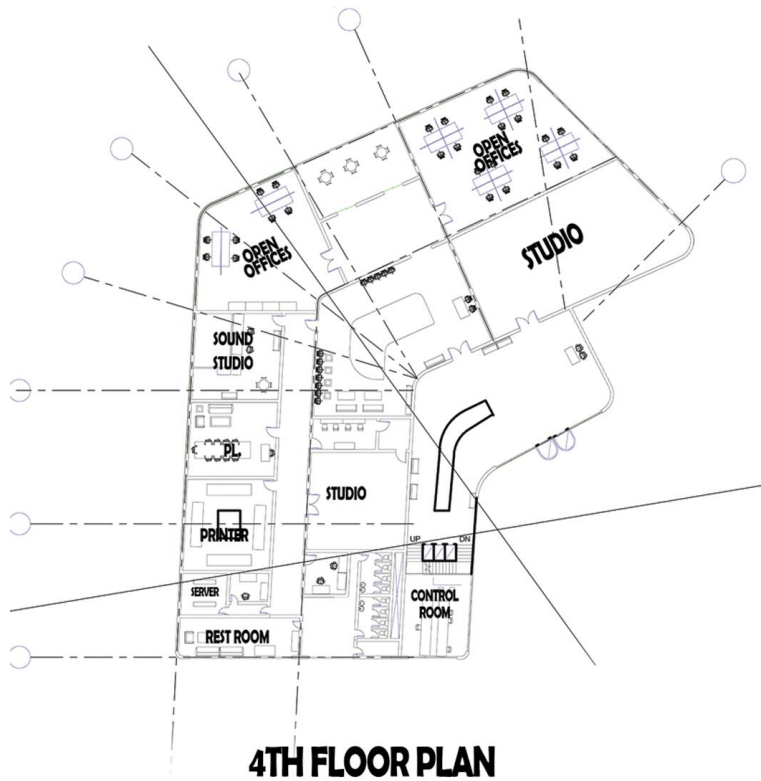 OPEN
OFFICES
STUDIO
OPEN
OFFICES
SOUND
STUDIO
PL.
STUDIO
PRINTER
UP
DN
SERVER
CONTROL
ROOM
REST ROOM
4TH FLOOR PLAN